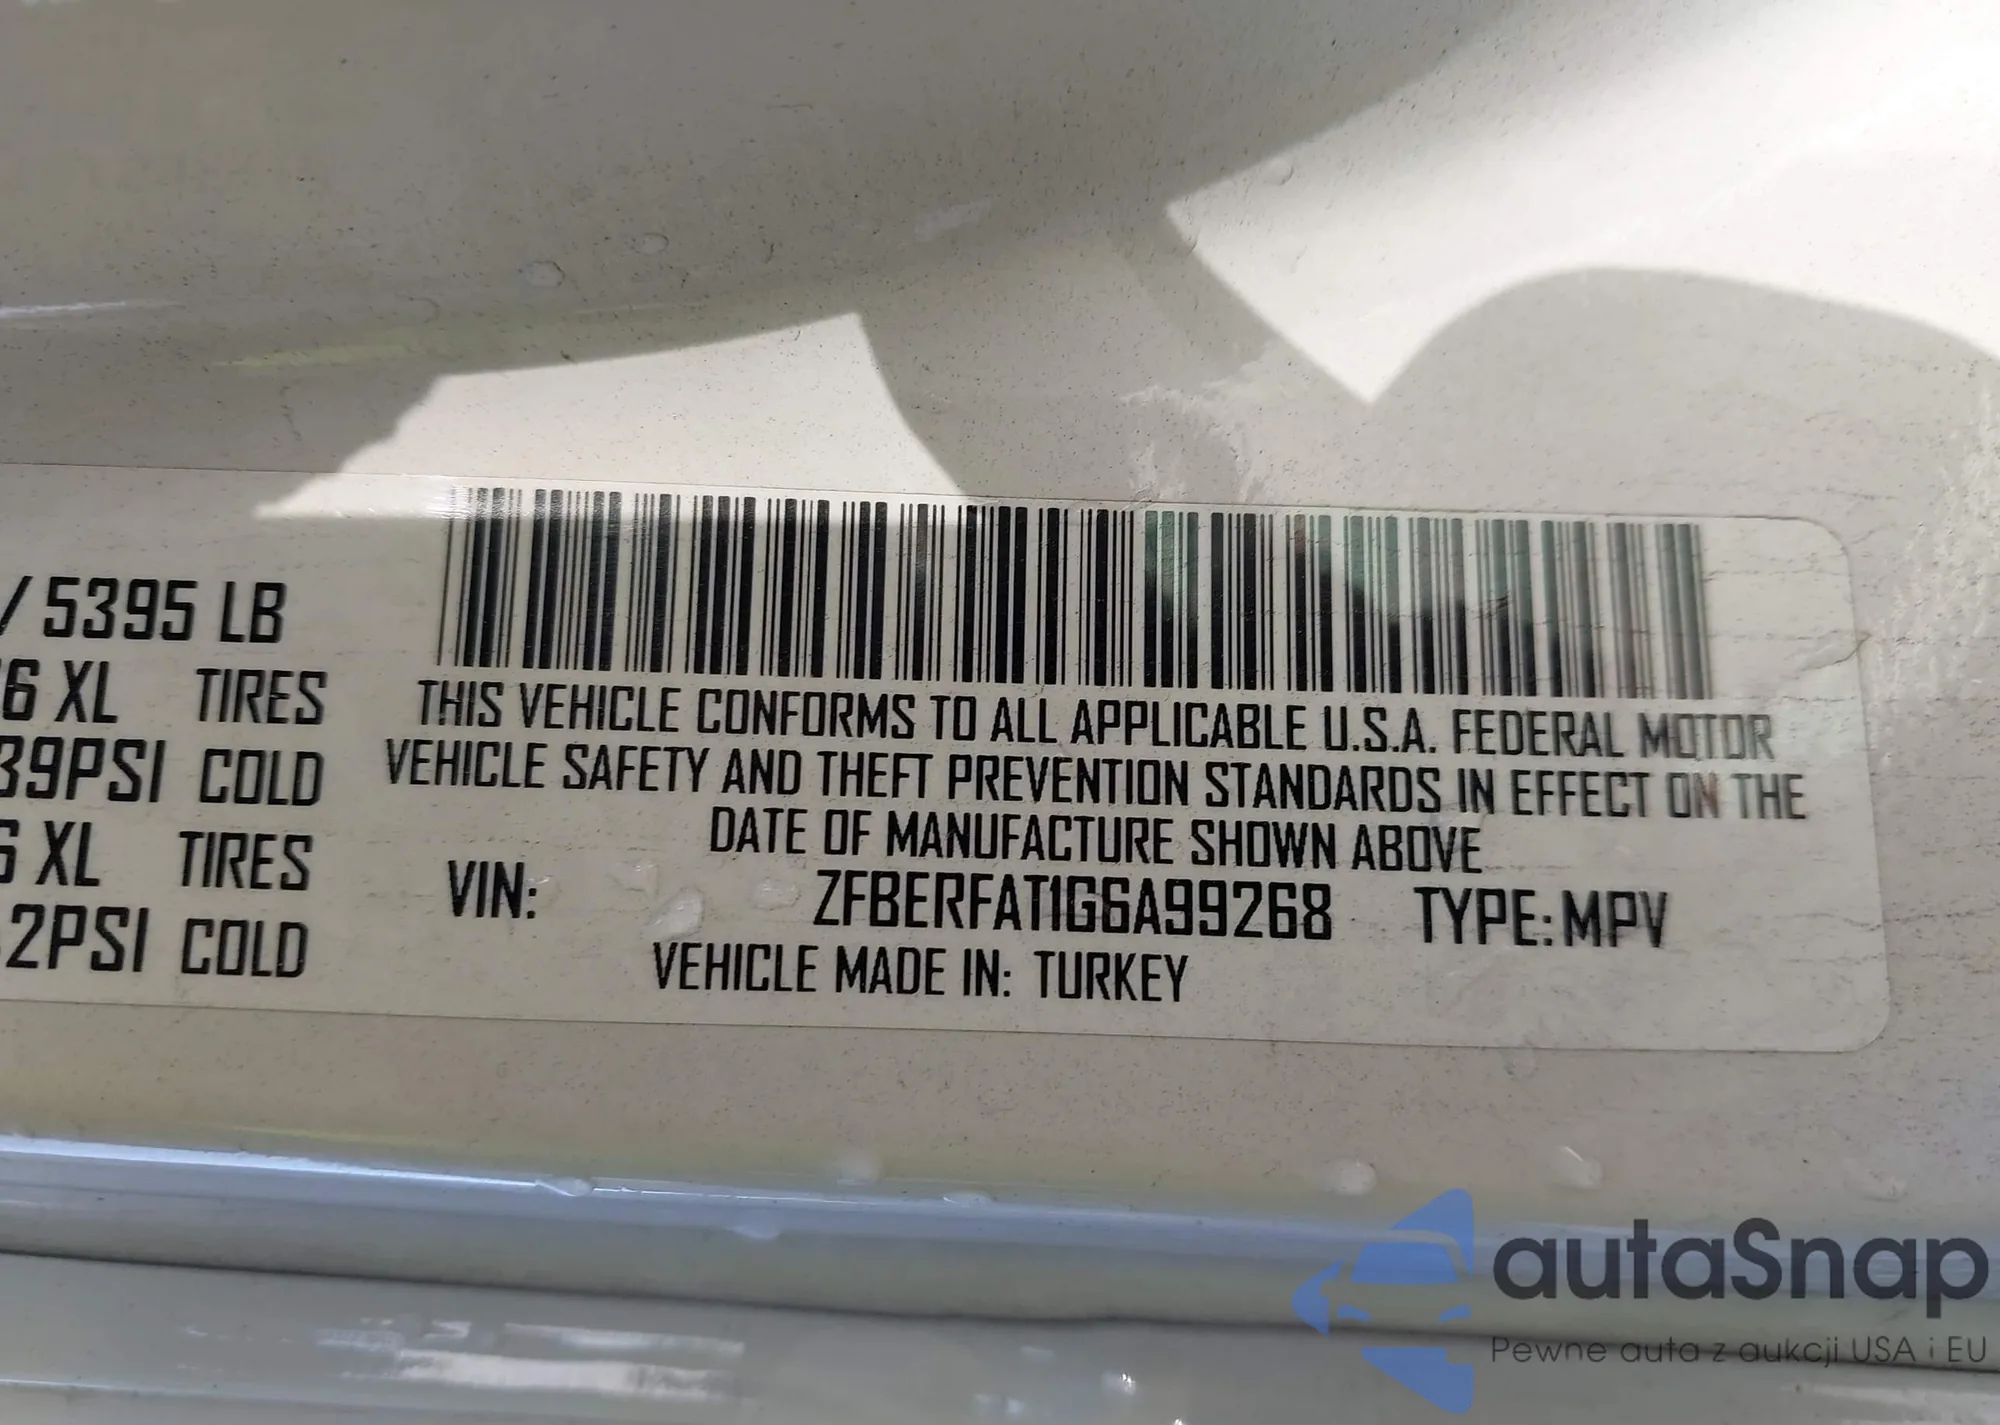 / 5395 LB
6 XL TIRES
39PSI COLD
XL TIRES
2PSI COLD
THIS VEHICLE CONFORMS TO ALL APPLICABLE U.S.A. FEDERAL MOTOR
VEHICLE SAFETY AND THEFT PREVENTION STANDARDS IN EFFECT ON THE
DATE OF MANUFACTURE SHOWN ABOVE
VIN: ZFBERFAT1G6A99268 TYPE: MPV
VEHICLE MADE IN: TURKEY
autaSnap
Pewne auta z aukcji USA i EU